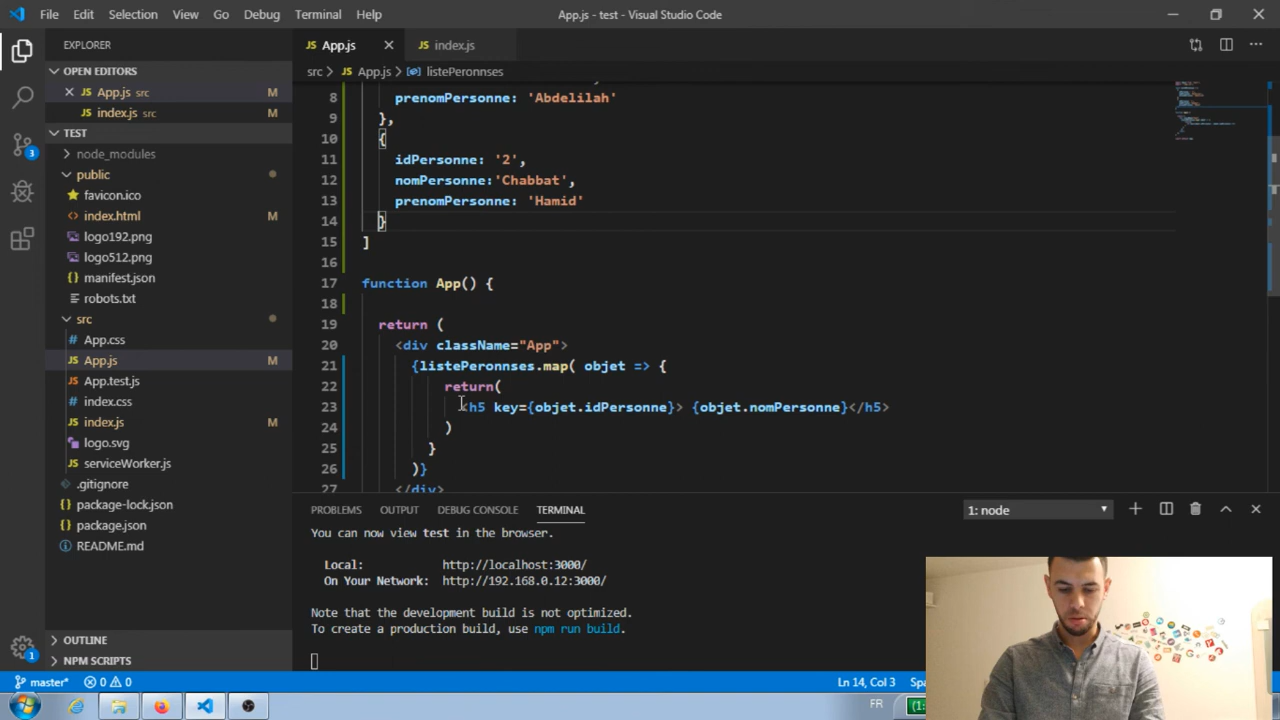 File Edit Selection View Go Debug Terminal Help App.js - test - Visual Studio Code
EXPLORER
OPEN EDITORS
App.js src M
index.js src M
TEST
node_modules
public
favicon.ico
index.html M
logo192.png
logo512.png
manifest.json
robots.txt
src
App.css
App.js M
App.test.js
index.css
index.js M
logo.svg
serviceWorker.js
.gitignore
package-lock.json
package.json
README.md
OUTLINE
NPM SCRIPTS
App.js index.js
src > App.js > listePeronnses
8 prenomPersonne: 'Abdelilah'
9 },
10 {
11 idPersonne: '2',
12 nomPersonne:'Chabbat',
13 prenomPersonne: 'Hamid'
14 }
15 ]
16
17 function App() {
18
19 return (
20 <div className="App">
21 {listePeronnses.map( objet => {
22 return(
23 <h5 key={objet.idPersonne}> {objet.nomPersonne}</h5>
24 )
25 }
26 )}
27 </div>
PROBLEMS OUTPUT DEBUG CONSOLE TERMINAL 1: node
You can now view test in the browser.
Local: http://localhost:3000/
On Your Network: http://192.168.0.12:3000/
Note that the development build is not optimized.
To create a production build, use npm run build.
3
1
master* 0 0 Ln 14, Col 3
FR